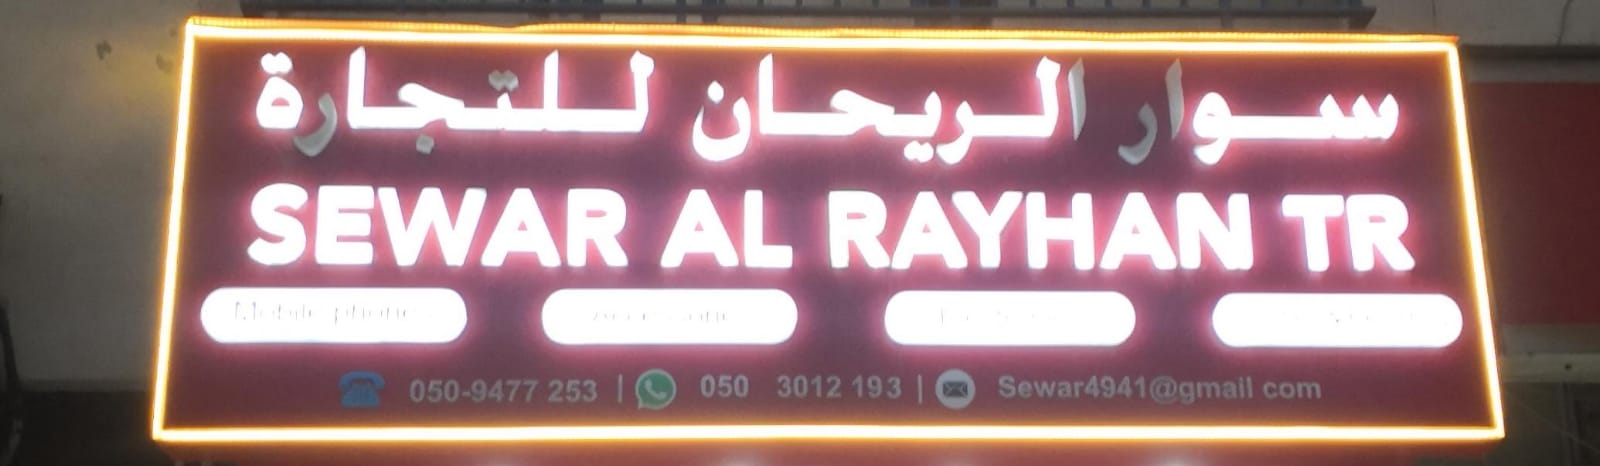 سوار الريحان للتجارة
SEWAR AL RAYHAN TR
Mobile phones
050-9477 253 | 050 3012 193 | Sewar4941@gmail com